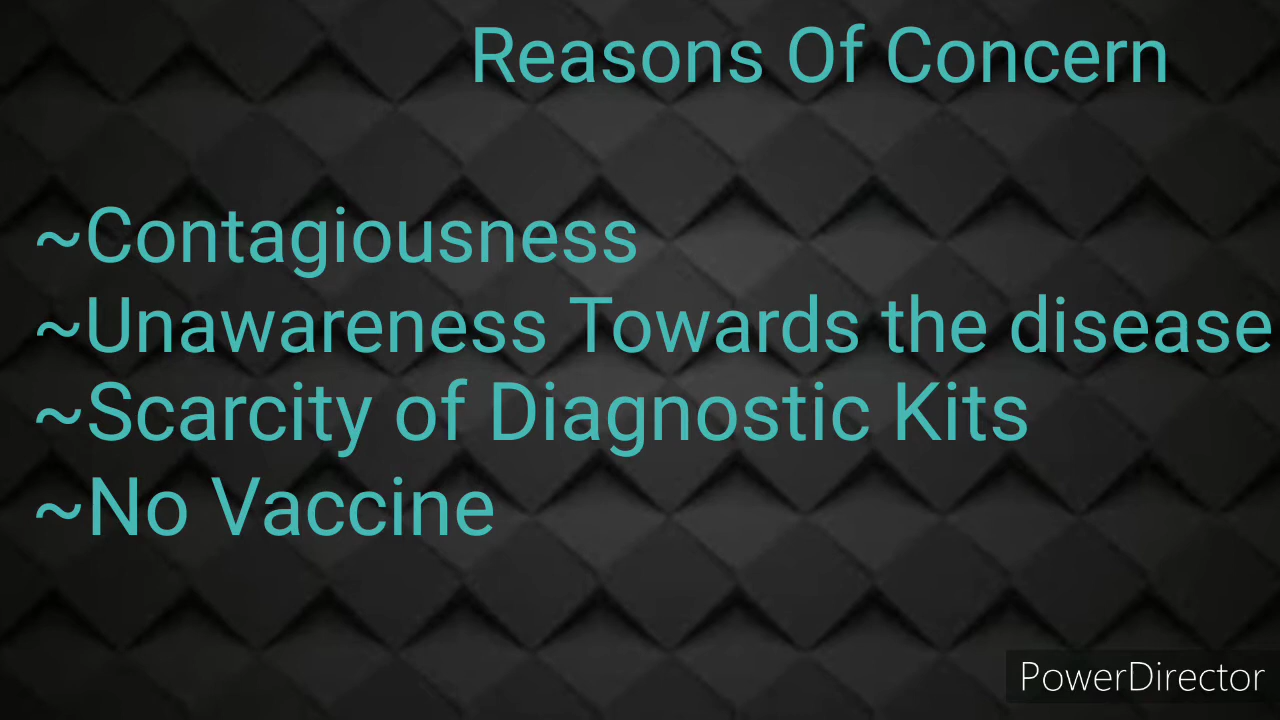 Reasons Of Concern
~Contagiousness
~Unawareness Towards the disease
~Scarcity of Diagnostic Kits
~No Vaccine
PowerDirector